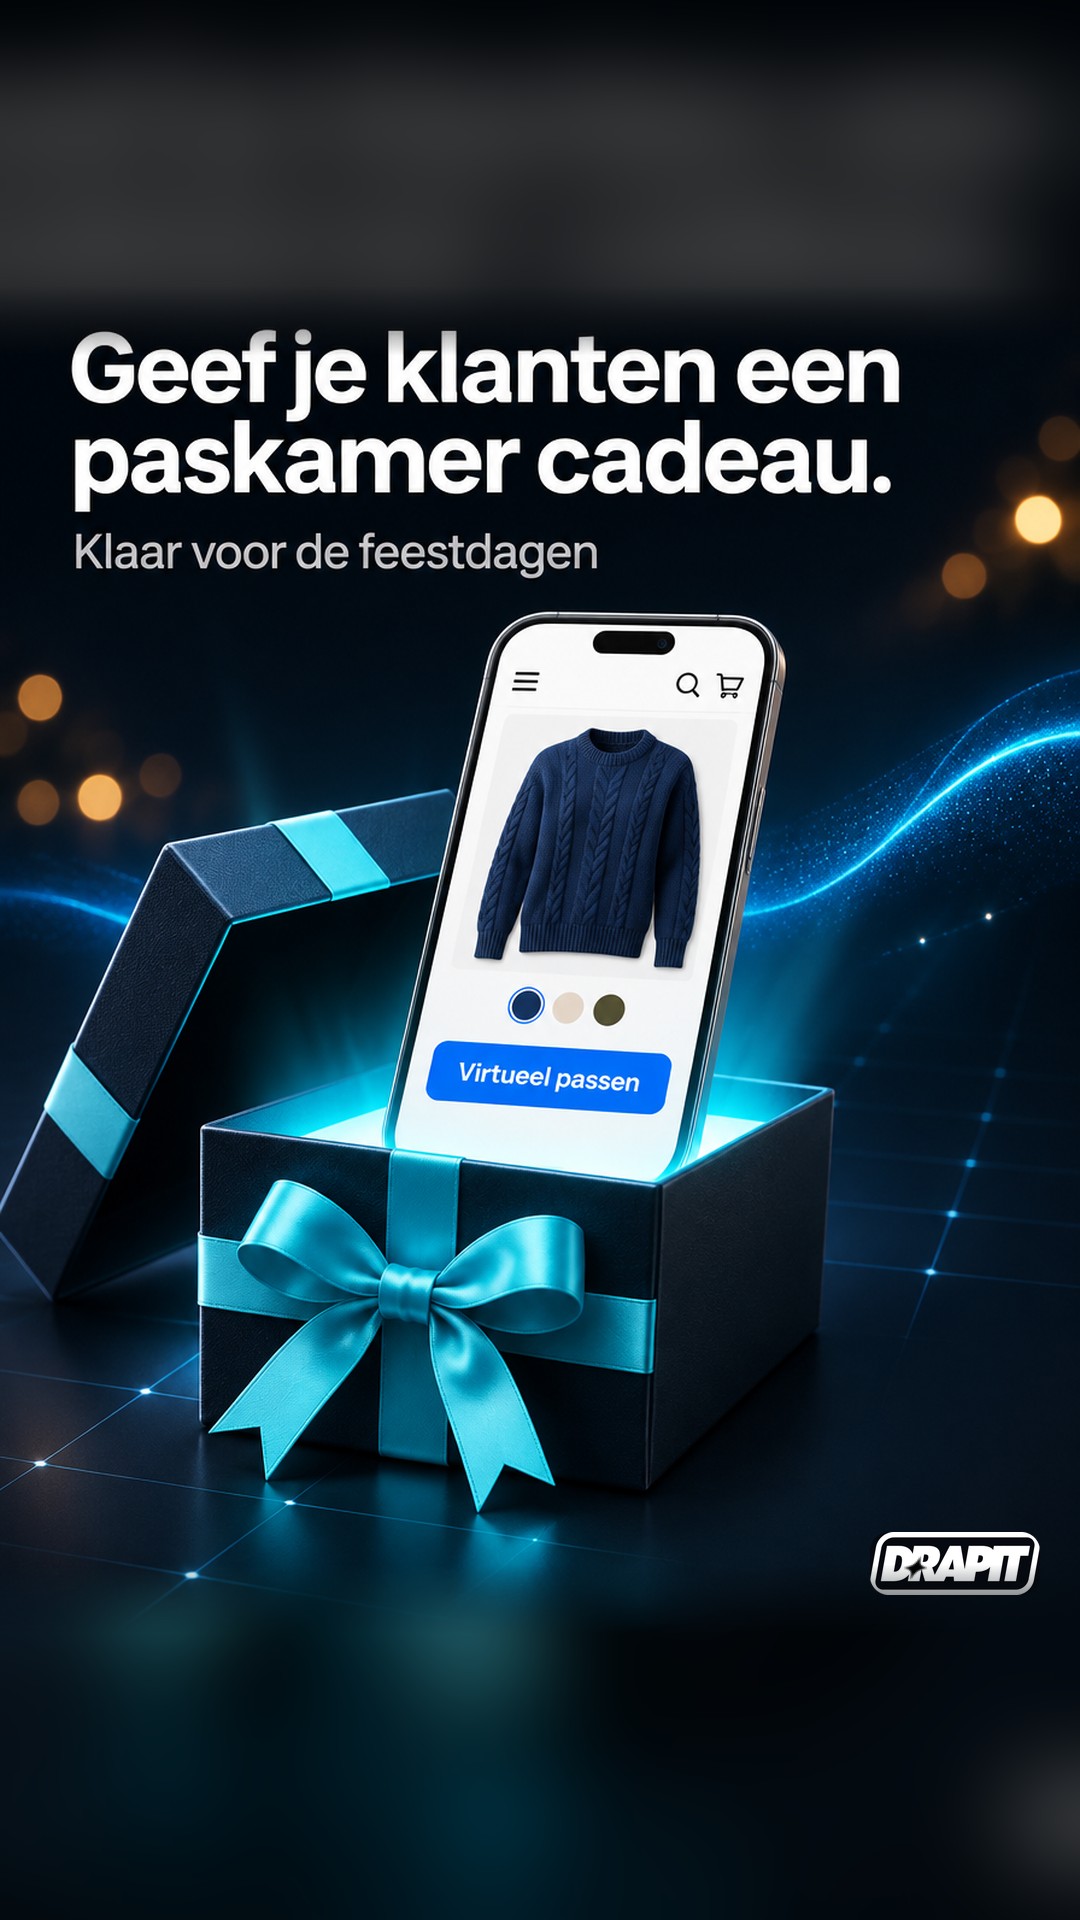 Geef je klanten een
paskamer cadeau.
Klaar voor de feestdagen
Virtueel passen
DRAPIT